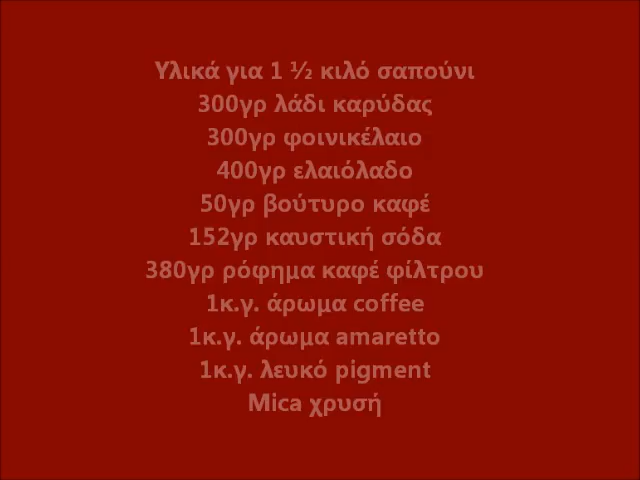 Υλικά για 1 ½ κιλό σαπούνι
300γρ λάδι καρύδας
300γρ φοινικέλαιο
400γρ ελαιόλαδο
50γρ βούτυρο καφέ
152γρ καυστική σόδα
380γρ ρόφημα καφέ φίλτρου
1κ.γ. άρωμα coffee
1κ.γ. άρωμα amaretto
1κ.γ. λευκό pigment
Mica χρυσή